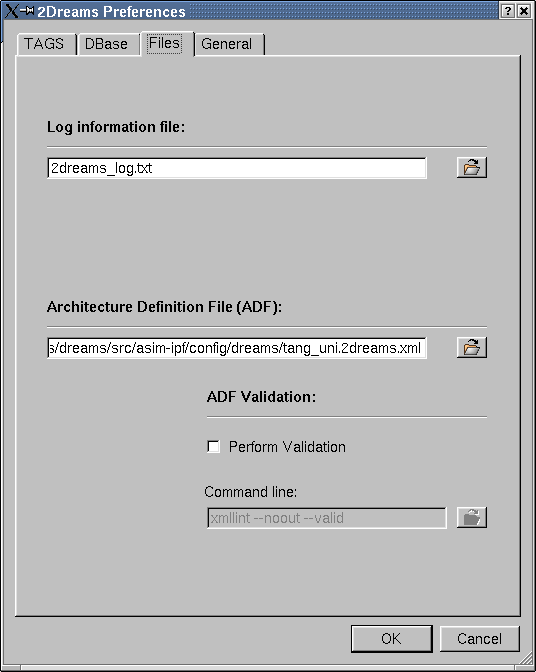 2Dreams Preferences
TAGS DBase Files General
Log information file:
2dreams_log.txt
Architecture Definition File (ADF):
s/dreams/src/asim-ipf/config/dreams/tang_uni.2dreams.xml
ADF Validation:
Perform Validation
Command line:
xmllint --noout --valid
OK Cancel